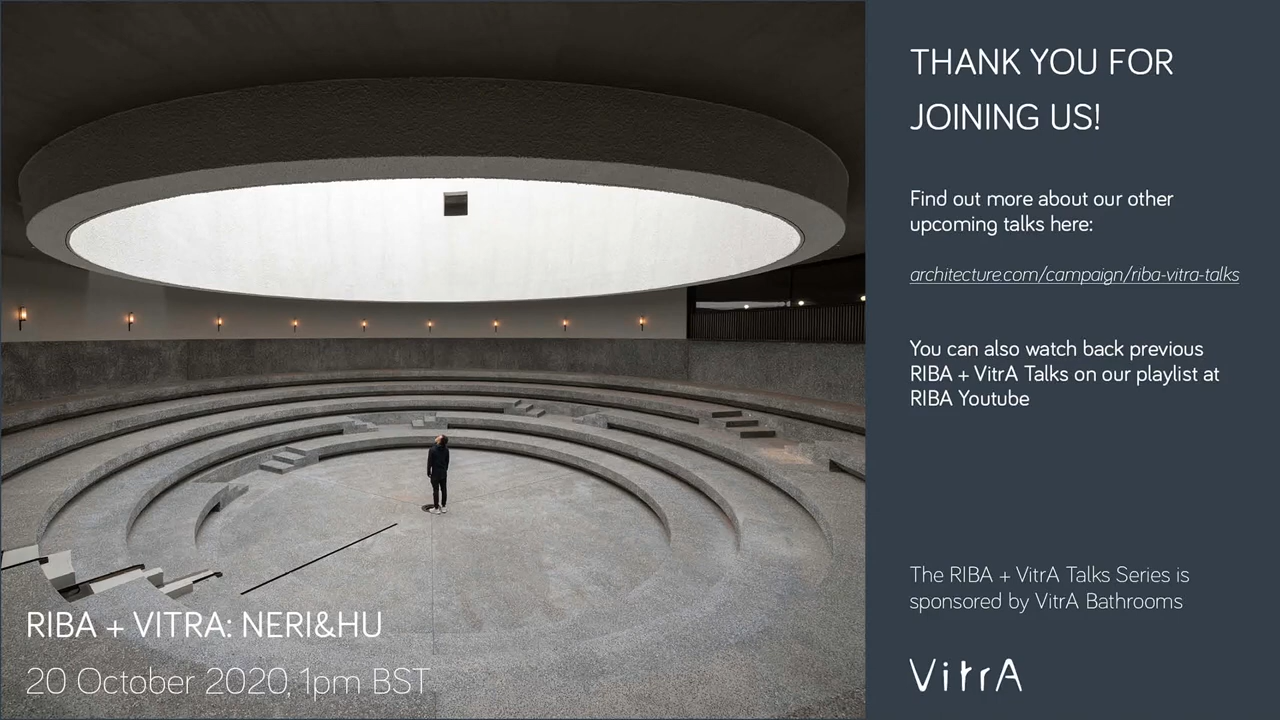 THANK YOU FOR
JOINING US!
Find out more about our other
upcoming talks here:
architecture.com/campaign/riba-vitra-talks
You can also watch back previous
RIBA + VitrA Talks on our playlist at
RIBA Youtube
The RIBA + VitrA Talks Series is
sponsored by VitrA Bathrooms
VitrA
RIBA + VITRA: NERI&HU
20 October 2020, 1pm BST